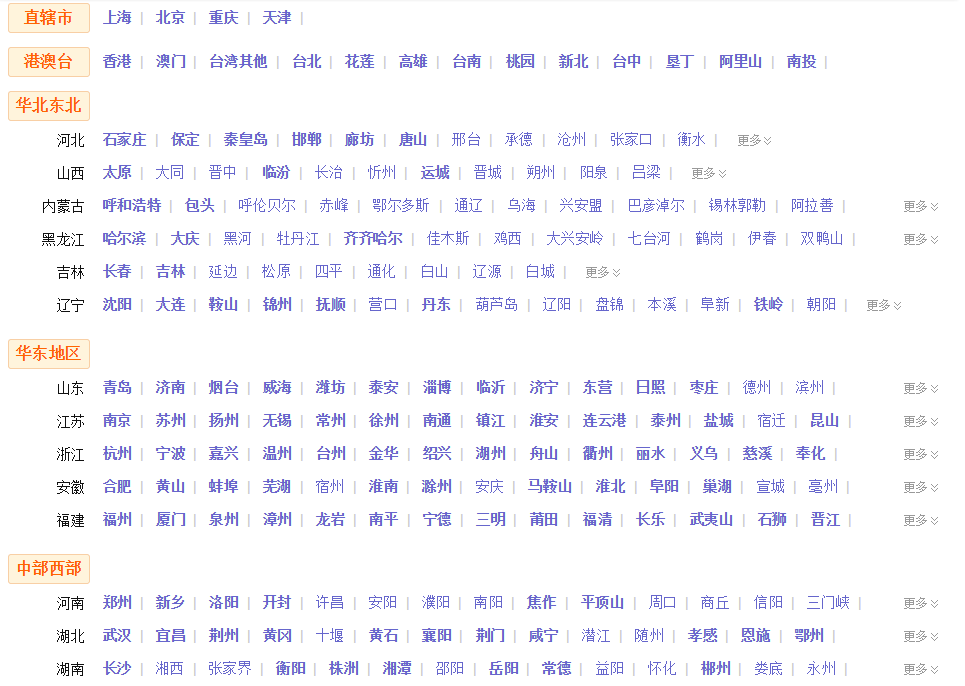 直辖市 上海 | 北京 | 重庆 | 天津 |
港澳台 香港 | 澳门 | 台湾其他 | 台北 | 花莲 | 高雄 | 台南 | 桃园 | 新北 | 台中 | 垦丁 | 阿里山 | 南投 |
华北东北
河北 石家庄 | 保定 | 秦皇岛 | 邯郸 | 廊坊 | 唐山 | 邢台 | 承德 | 沧州 | 张家口 | 衡水 | 更多
山西 太原 | 大同 | 晋中 | 临汾 | 长治 | 忻州 | 运城 | 晋城 | 朔州 | 阳泉 | 吕梁 | 更多
内蒙古 呼和浩特 | 包头 | 呼伦贝尔 | 赤峰 | 鄂尔多斯 | 通辽 | 乌海 | 兴安盟 | 巴彦淖尔 | 锡林郭勒 | 阿拉善 | 更多
黑龙江 哈尔滨 | 大庆 | 黑河 | 牡丹江 | 齐齐哈尔 | 佳木斯 | 鸡西 | 大兴安岭 | 七台河 | 鹤岗 | 伊春 | 双鸭山 | 更多
吉林 长春 | 吉林 | 延边 | 松原 | 四平 | 通化 | 白山 | 辽源 | 白城 | 更多
辽宁 沈阳 | 大连 | 鞍山 | 锦州 | 抚顺 | 营口 | 丹东 | 葫芦岛 | 辽阳 | 盘锦 | 本溪 | 阜新 | 铁岭 | 朝阳 | 更多
华东地区
山东 青岛 | 济南 | 烟台 | 威海 | 潍坊 | 泰安 | 淄博 | 临沂 | 济宁 | 东营 | 日照 | 枣庄 | 德州 | 滨州 | 更多
江苏 南京 | 苏州 | 扬州 | 无锡 | 常州 | 徐州 | 南通 | 镇江 | 淮安 | 连云港 | 泰州 | 盐城 | 宿迁 | 昆山 | 更多
浙江 杭州 | 宁波 | 嘉兴 | 温州 | 台州 | 金华 | 绍兴 | 湖州 | 舟山 | 衢州 | 丽水 | 义乌 | 慈溪 | 奉化 | 更多
安徽 合肥 | 黄山 | 蚌埠 | 芜湖 | 宿州 | 淮南 | 滁州 | 安庆 | 马鞍山 | 淮北 | 阜阳 | 巢湖 | 宣城 | 亳州 | 更多
福建 福州 | 厦门 | 泉州 | 漳州 | 龙岩 | 南平 | 宁德 | 三明 | 莆田 | 福清 | 长乐 | 武夷山 | 石狮 | 晋江 | 更多
中部西部
河南 郑州 | 新乡 | 洛阳 | 开封 | 许昌 | 安阳 | 濮阳 | 南阳 | 焦作 | 平顶山 | 周口 | 商丘 | 信阳 | 三门峡 | 更多
湖北 武汉 | 宜昌 | 荆州 | 黄冈 | 十堰 | 黄石 | 襄阳 | 荆门 | 咸宁 | 潜江 | 随州 | 孝感 | 恩施 | 鄂州 | 更多
湖南 长沙 | 湘西 | 张家界 | 衡阳 | 株洲 | 湘潭 | 邵阳 | 岳阳 | 常德 | 益阳 | 怀化 | 郴州 | 娄底 | 永州 | 更多